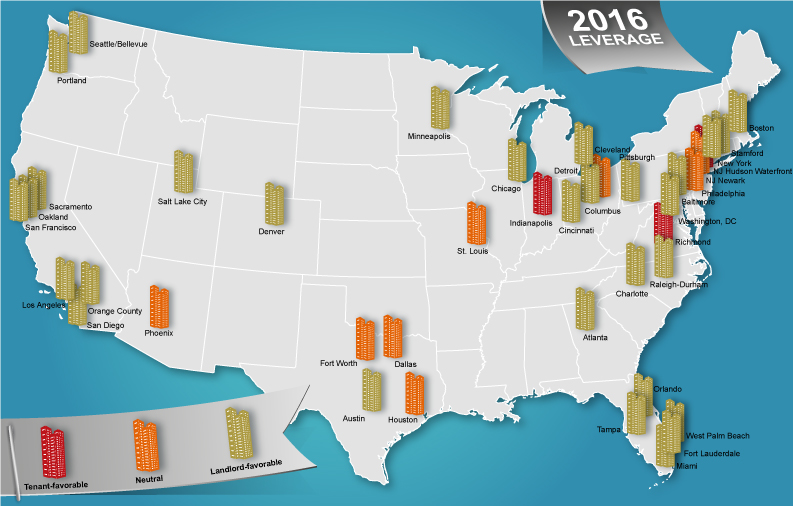 2016
LEVERAGE
Seattle/Bellevue
Portland
Minneapolis
Boston
Cleveland
Stamford
Pittsburgh
New York
Detroit
NJ Hudson Waterfront
Chicago
NJ Newark
Salt Lake City
Philadelphia
Sacramento
Baltimore
Oakland
Columbus
San Francisco
Indianapolis
Washington, DC
Denver
Cincinnati
Richmond
St. Louis
Raleigh-Durham
Charlotte
Los Angeles
Orange County
San Diego
Phoenix
Atlanta
Fort Worth
Dallas
Orlando
Austin
Houston
Tampa
West Palm Beach
Fort Lauderdale
Miami
Tenant-favorable
Neutral
Landlord-favorable